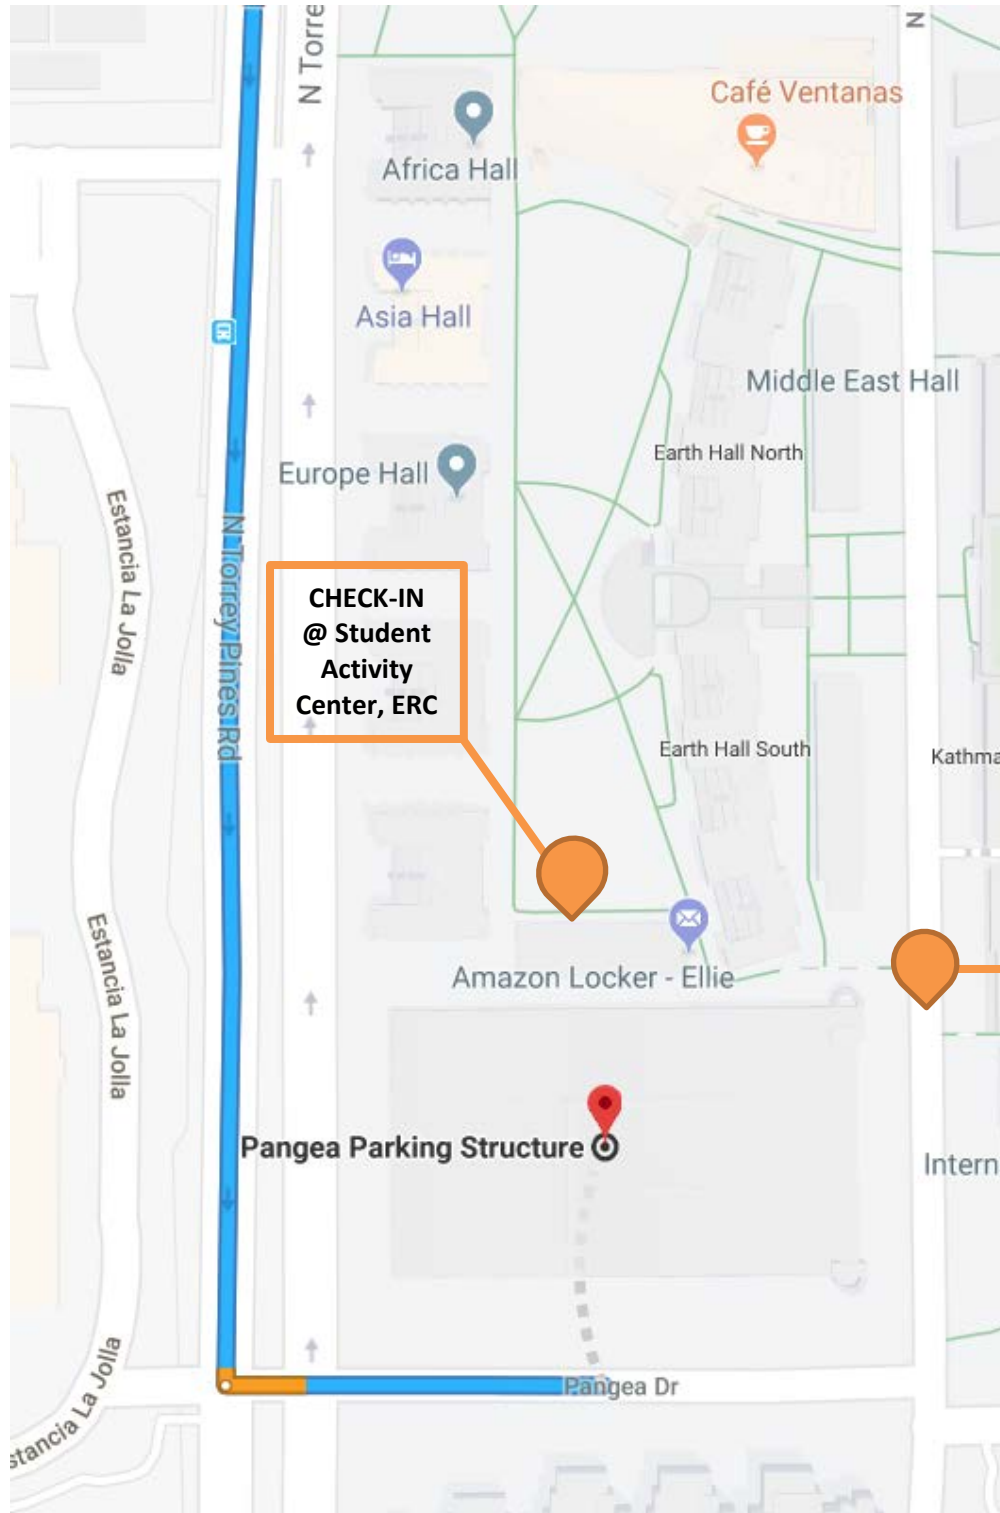 N Torre
N
Café Ventanas
Africa Hall
Asia Hall
Middle East Hall
Earth Hall North
Europe Hall
Estancia La Jolla
N Torrey Pines Rd
CHECK-IN
@ Student
Activity
Center, ERC
Earth Hall South
Kathma
Estancia La Jolla
Amazon Locker - Ellie
Pangea Parking Structure
Intern
stancia La Jolla
Pangea Dr